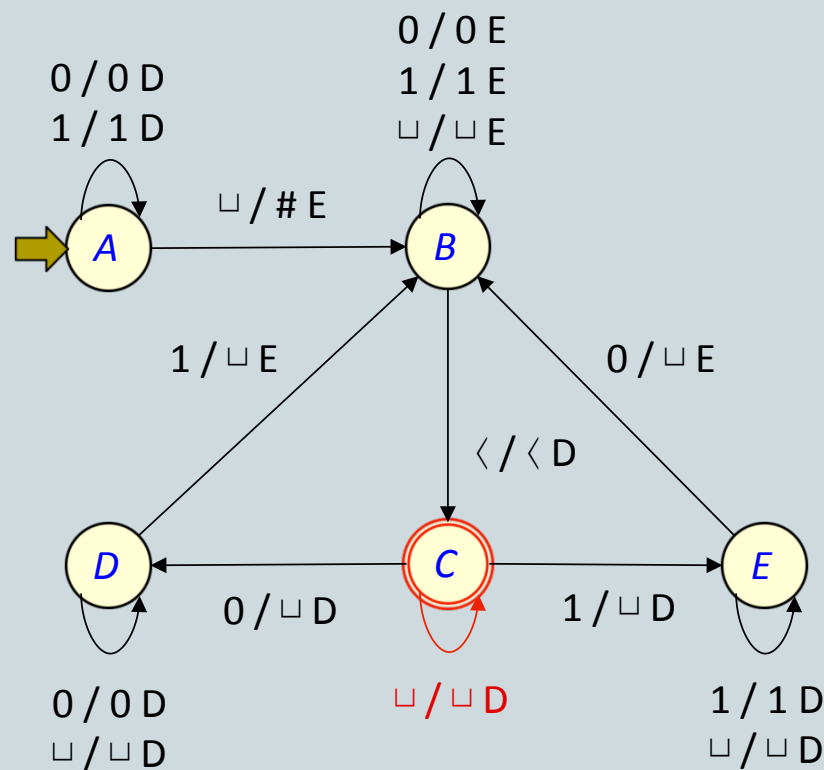 0 / 0 E
1 / 1 E
⊔ / ⊔ E
0 / 0 D
1 / 1 D
⊔ / # E
A
B
1 / ⊔ E
0 / ⊔ E
〈 / 〈 D
D
C
E
0 / ⊔ D
1 / ⊔ D
0 / 0 D
⊔ / ⊔ D
⊔ / ⊔ D
1 / 1 D
⊔ / ⊔ D